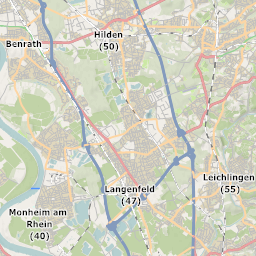 Hilden
(50)
Benrath
Leichlingen
(55)
Langenfeld
(47)
Monheim am
Rhein
(40)